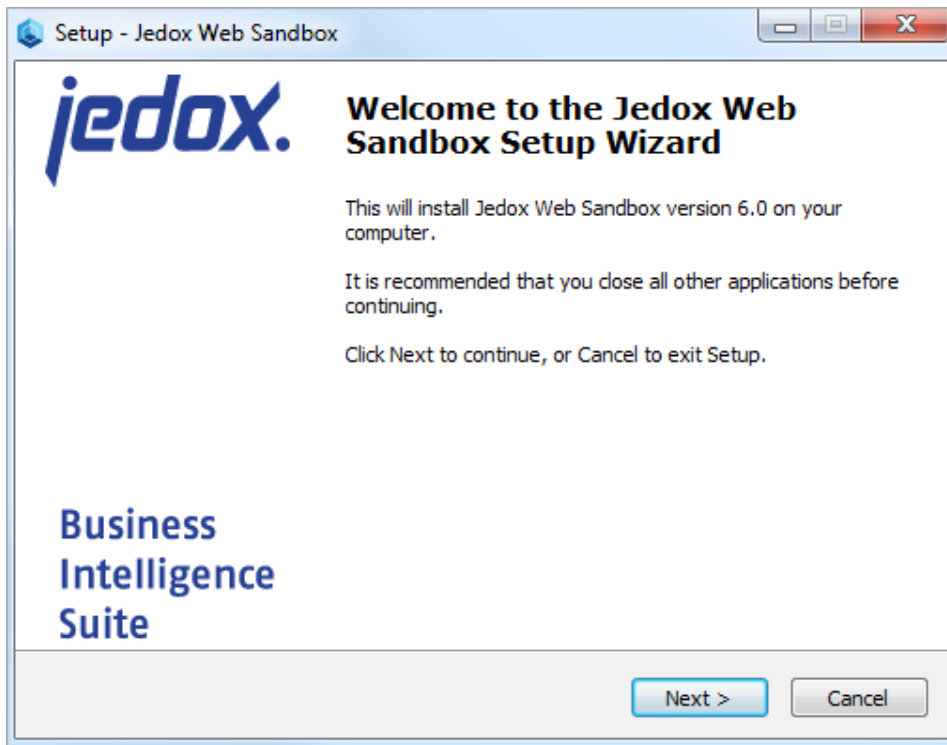 Setup - Jedox Web Sandbox
jedox.
Welcome to the Jedox Web
Sandbox Setup Wizard
This will install Jedox Web Sandbox version 6.0 on your
computer.
It is recommended that you close all other applications before
continuing.
Click Next to continue, or Cancel to exit Setup.
Business
Intelligence
Suite
Next >
Cancel